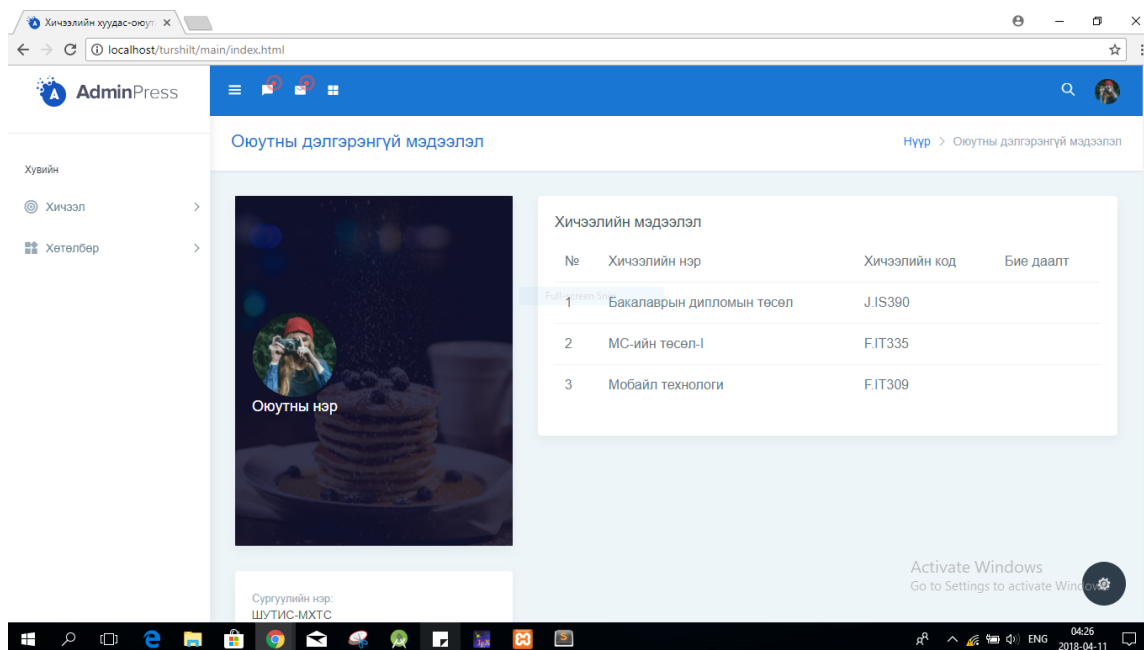 Хичээлийн хуудас-оюут
localhost/turshilt/main/index.html
AdminPress
Оюутны дэлгэрэнгүй мэдээлэл
Нүүр > Оюутны дэлгэрэнгүй мэдээлэл
Хувийн
Хичээл
Хөтөлбөр
Оюутны нэр
Сургуулийн нэр:
ШУТИС-МХТС
Хичээлийн мэдээлэл
№ Хичээлийн нэр Хичээлийн код Бие даалт
Full-screen Snip
1 Бакалаврын дипломын төсөл J.IS390
2 МС-ийн төсөл-I F.IT335
3 Мобайл технологи F.IT309
Activate Windows
Go to Settings to activate Windows
ENG
04:26
2018-04-11